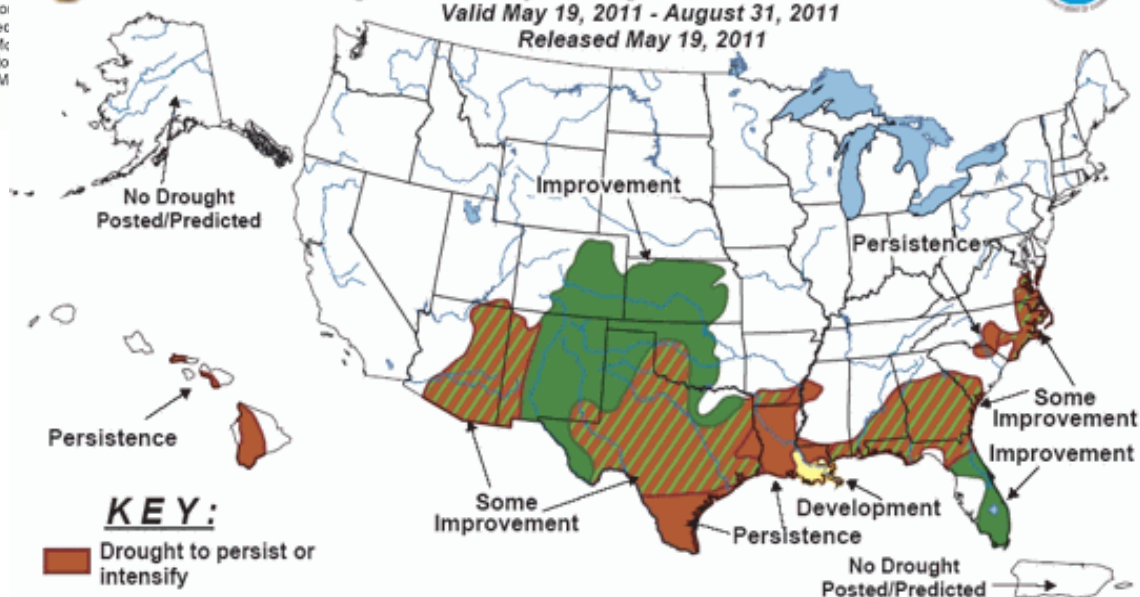 Valid May 19, 2011 - August 31, 2011
Released May 19, 2011
No Drought
Posted/Predicted
Improvement
Persistence
Persistence
Some
Improvement
Some
Improvement
Improvement
Development
Persistence
KEY:
Drought to persist or
intensify
No Drought
Posted/Predicted